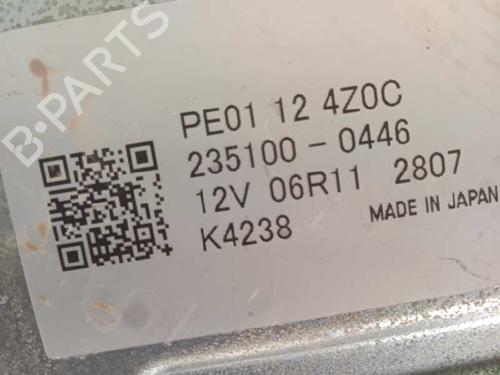 B-PARTS
PE01 12 4Z0C
235100-0446
12V 06R11 2807
K4238 MADE IN JAPAN